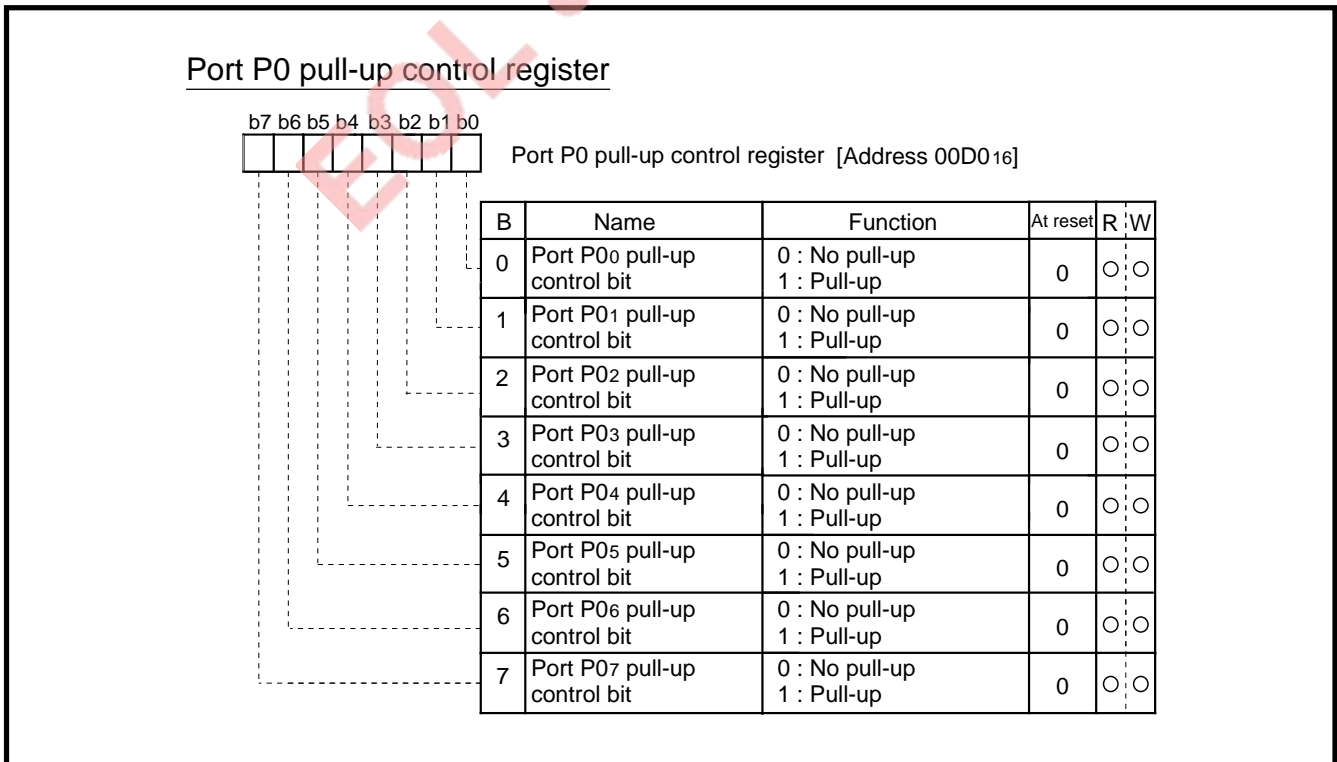 Port P0 pull-up control register
b7 b6 b5 b4 b3 b2 b1 b0
Port P0 pull-up control register [Address 00D016]
B Name Function At reset R W
0 Port P00 pull-up control bit 0 : No pull-up 1 : Pull-up 0 ○ ○
1 Port P01 pull-up control bit 0 : No pull-up 1 : Pull-up 0 ○ ○
2 Port P02 pull-up control bit 0 : No pull-up 1 : Pull-up 0 ○ ○
3 Port P03 pull-up control bit 0 : No pull-up 1 : Pull-up 0 ○ ○
4 Port P04 pull-up control bit 0 : No pull-up 1 : Pull-up 0 ○ ○
5 Port P05 pull-up control bit 0 : No pull-up 1 : Pull-up 0 ○ ○
6 Port P06 pull-up control bit 0 : No pull-up 1 : Pull-up 0 ○ ○
7 Port P07 pull-up control bit 0 : No pull-up 1 : Pull-up 0 ○ ○
EOL